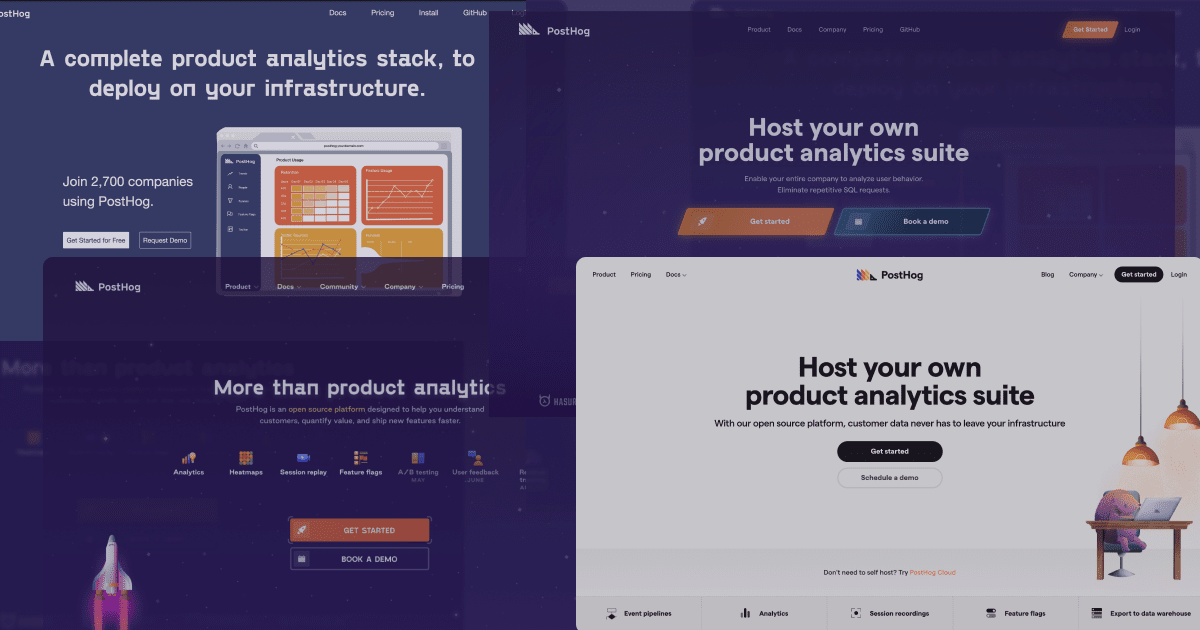 ostHog
Docs Pricing Install GitHub Login
A complete product analytics stack, to
deploy on your infrastructure.
Join 2,700 companies
using PostHog.
Get Started for Free Request Demo
PostHog
Product Usage
PostHog
Product Docs Company Pricing GitHub
Get Started Login
Host your own
product analytics suite
Enable your entire company to analyze user behavior.
Eliminate repetitive SQL requests.
Get started Book a demo
HASUR
PostHog
Product Docs Community Company Pricing
More than product analytics
More than product analytics
PostHog is an open source platform designed to help you understand
customers, quantify value, and ship new features faster.
Analytics Heatmaps Session replay Feature flags A/B testing User feedback
MAY JUNE
GET STARTED
BOOK A DEMO
Product Pricing Docs
PostHog
Blog Company Get started Login
Host your own
product analytics suite
With our open source platform, customer data never has to leave your infrastructure
Get started
Schedule a demo
Don't need to self host? Try PostHog Cloud
Event pipelines Analytics Session recordings Feature flags Export to data warehouse